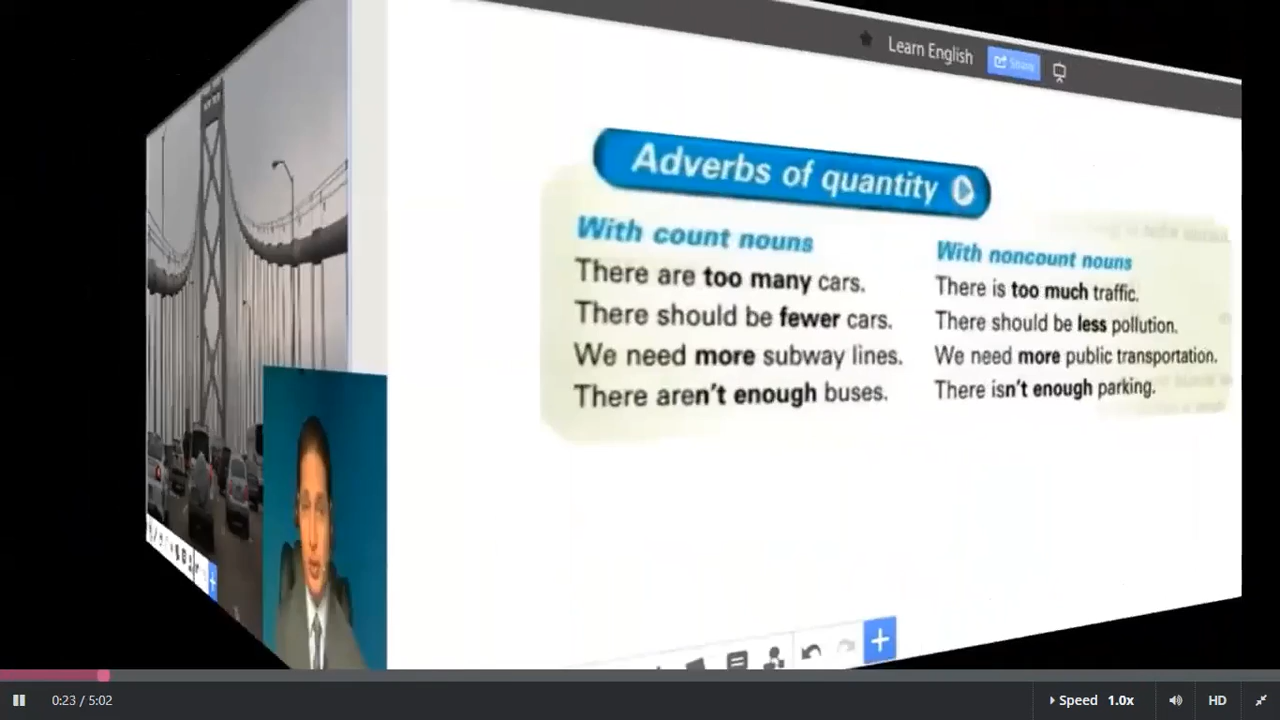 Learn English
Share
Adverbs of quantity
With count nouns
There are too many cars.
There should be fewer cars.
We need more subway lines.
There aren't enough buses.
With noncount nouns
There is too much traffic.
There should be less pollution.
We need more public transportation.
There isn't enough parking.
0:23 / 5:02
Speed 1.0x
HD